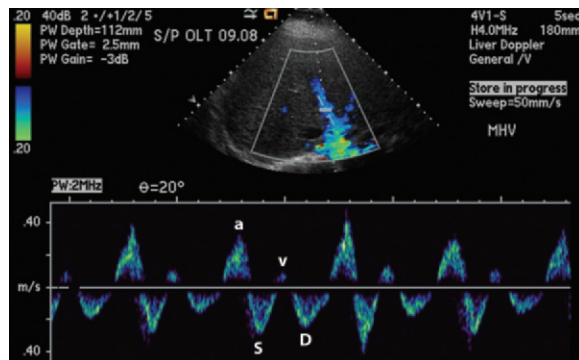 .20
40dB 2 •/+1/2/5
PW Depth=112mm
PW Gate= 2.5mm
PW Gain= -3dB
S/P OLT 09.08
4V1-S 5sec
H4.0MHz 180mm
Liver Doppler
General /V
Store in progress
Sweep=50mm/s
MHV
.20
PW:2MHz
Θ=20°
.40
a
v
m/s
S
D
.40